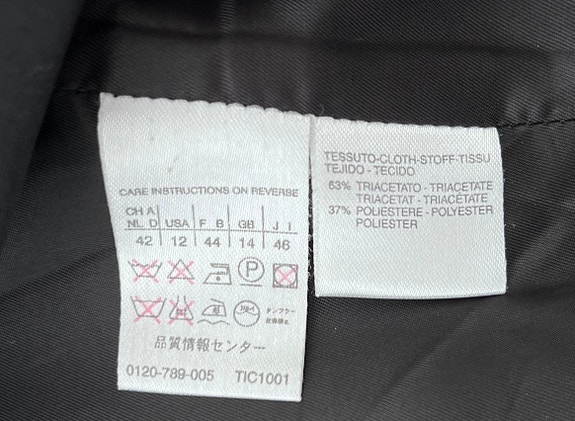 CARE INSTRUCTIONS ON REVERSE
CH A
NL D USA F B GB J I
42 12 44 14 46
P
品質情報センター
0120-789-005 TIC1001
TESSUTO-CLOTH-STOFF-TISSU
TEJIDO - TECIDO
63% TRIACETATO - TRIACETATE
TRIACETAT - TRIACÉTATE
37% POLIESTERE - POLYESTER
POLIESTER